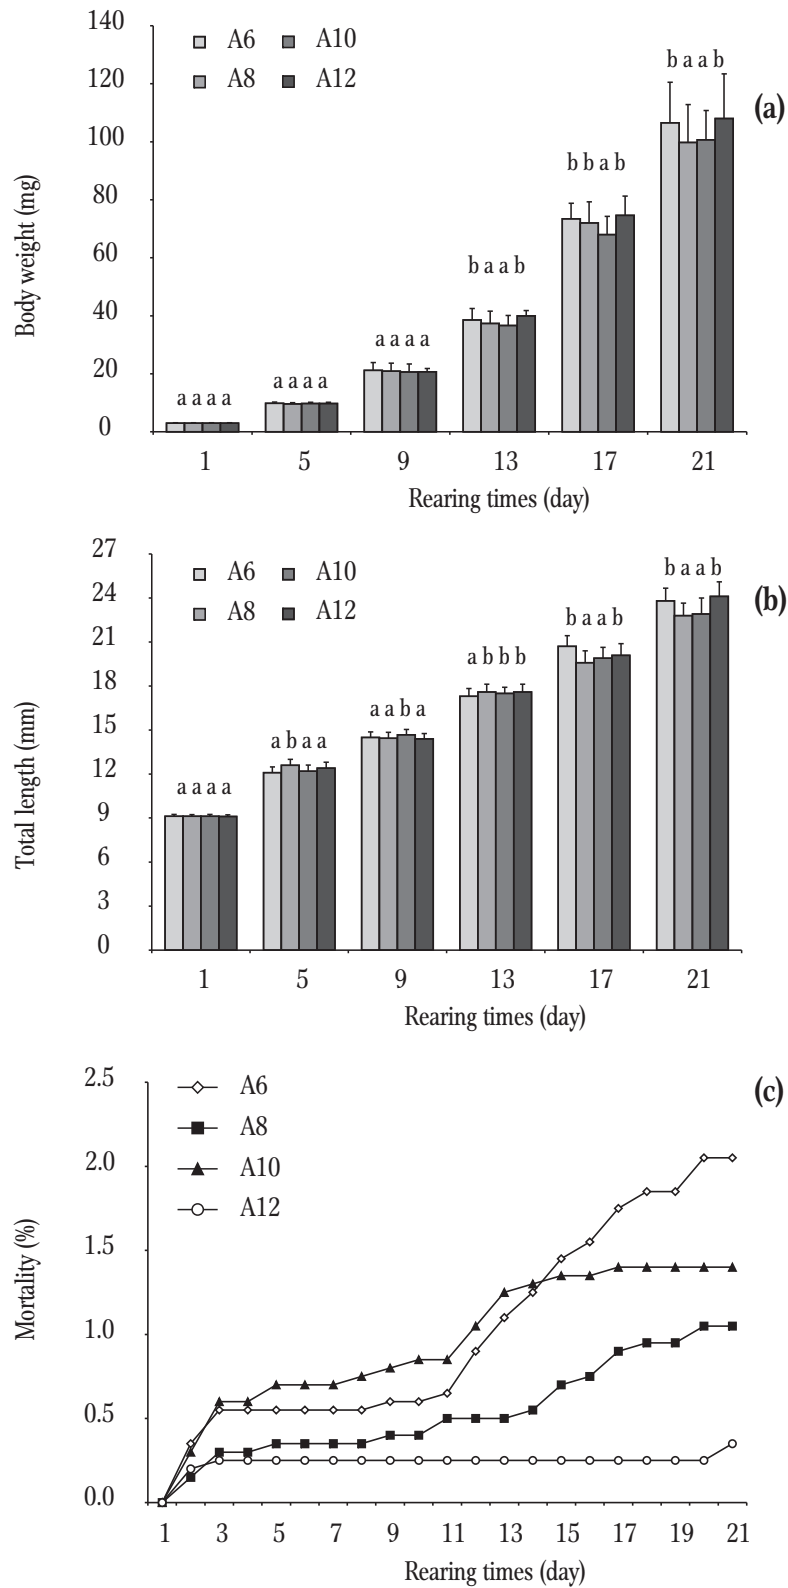 140
120
100
80
60
40
20
0
Body weight (mg)
A6 A10
A8 A12
(a)
a a a a
a a a a
a a a a
b a a b
b b a b
b a a b
1 5 9 13 17 21
Rearing times (day)
27
24
21
18
15
12
9
6
3
0
Total length (mm)
A6 A10
A8 A12
(b)
a a a a
a b a a
a a b a
a b b b
b a a b
b a a b
1 5 9 13 17 21
Rearing times (day)
2.5
2.0
1.5
1.0
0.5
0.0
Mortality (%)
A6
A8
A10
A12
(c)
1 3 5 7 9 11 13 15 17 19 21
Rearing times (day)